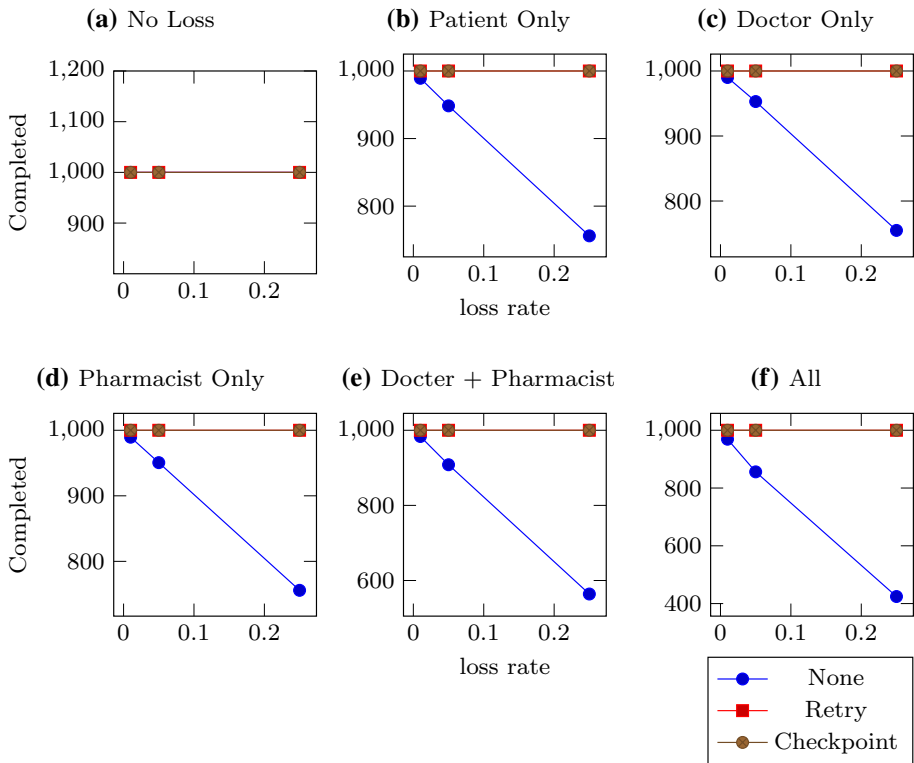 (a) No Loss
(b) Patient Only
(c) Doctor Only
1,200
1,100
1,000
900
Completed
0 0.1 0.2
1,000
900
800
0 0.1 0.2
loss rate
1,000
900
800
0 0.1 0.2
loss rate
(d) Pharmacist Only
(e) Docter + Pharmacist
(f) All
1,000
900
800
Completed
0 0.1 0.2
1,000
800
600
0 0.1 0.2
loss rate
1,000
800
600
400
0 0.1 0.2
None
Retry
Checkpoint